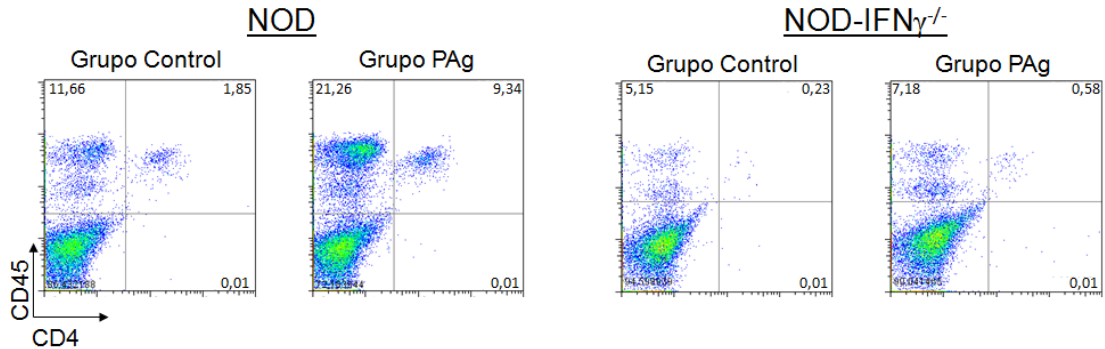 NOD
NOD-IFNγ-/-
Grupo Control
Grupo PAg
Grupo Control
Grupo PAg
11,66 1,85
21,26 9,34
5,15 0,23
7,18 0,58
0,01
0,01
0,01
0,01
CD45
CD4